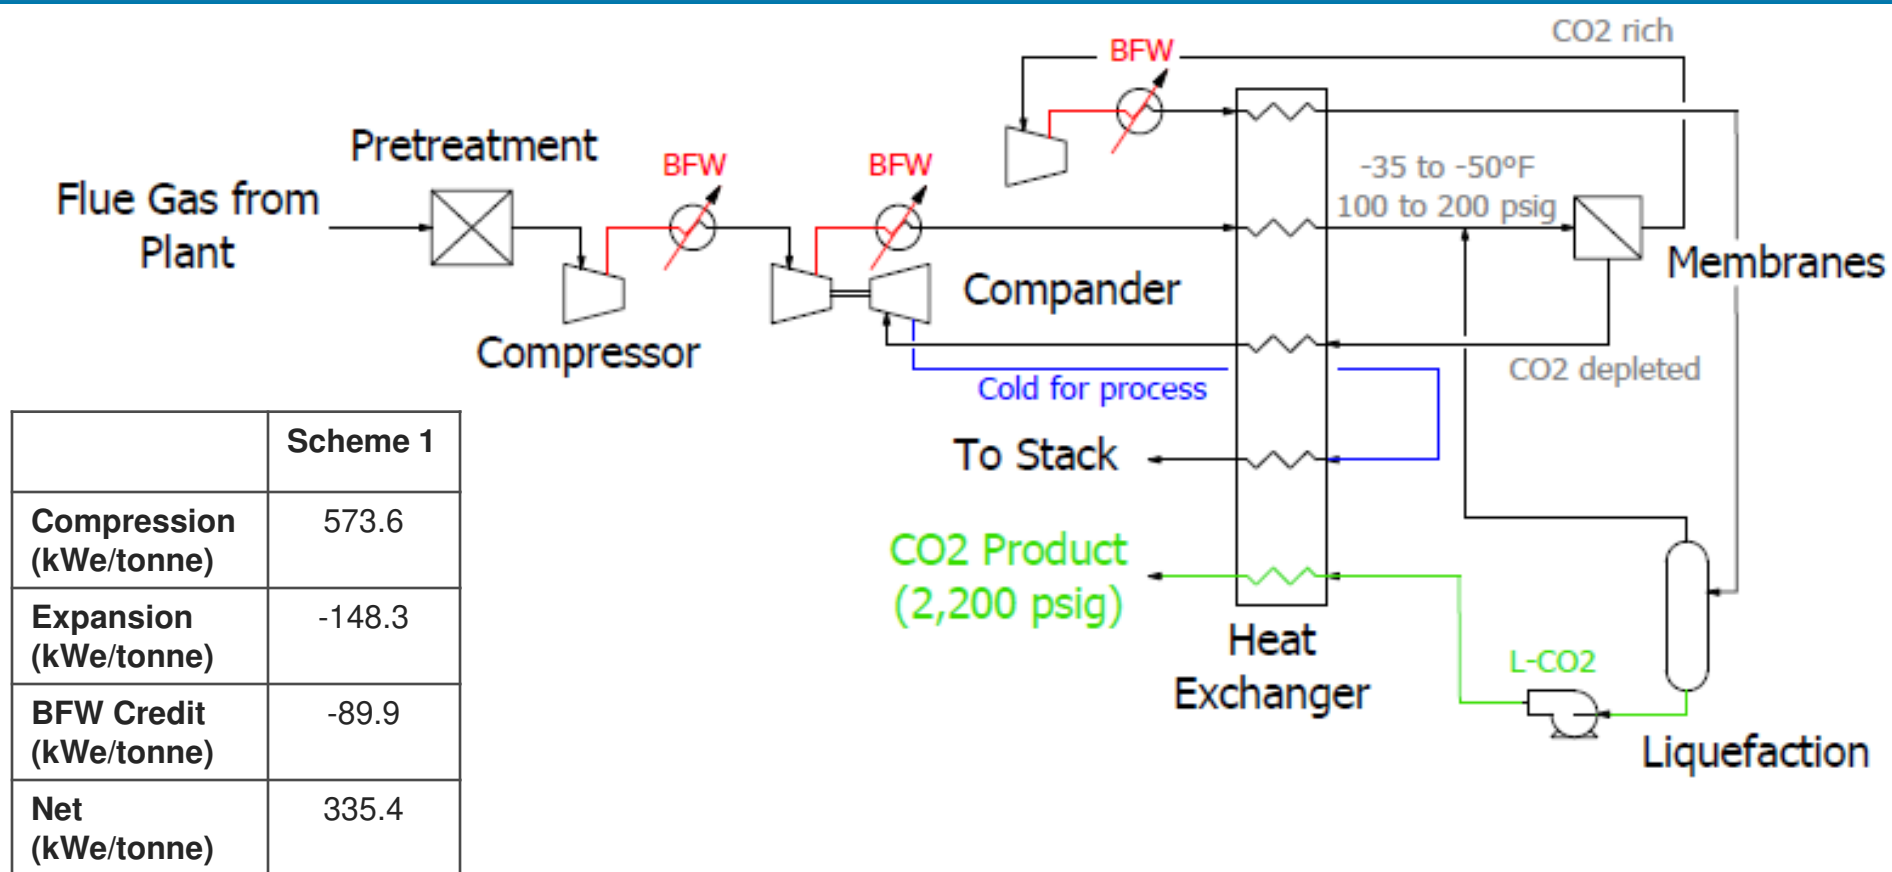 CO2 rich
BFW
Pretreatment
BFW
BFW
-35 to -50ºF
100 to 200 psig
Flue Gas from
Plant
Membranes
Compander
Compressor
CO2 depleted
Cold for process
To Stack
CO2 Product
(2,200 psig)
Heat
Exchanger
L-CO2
Liquefaction
Scheme 1
Compression
(kWe/tonne)
573.6
Expansion
(kWe/tonne)
-148.3
BFW Credit
(kWe/tonne)
-89.9
Net
(kWe/tonne)
335.4